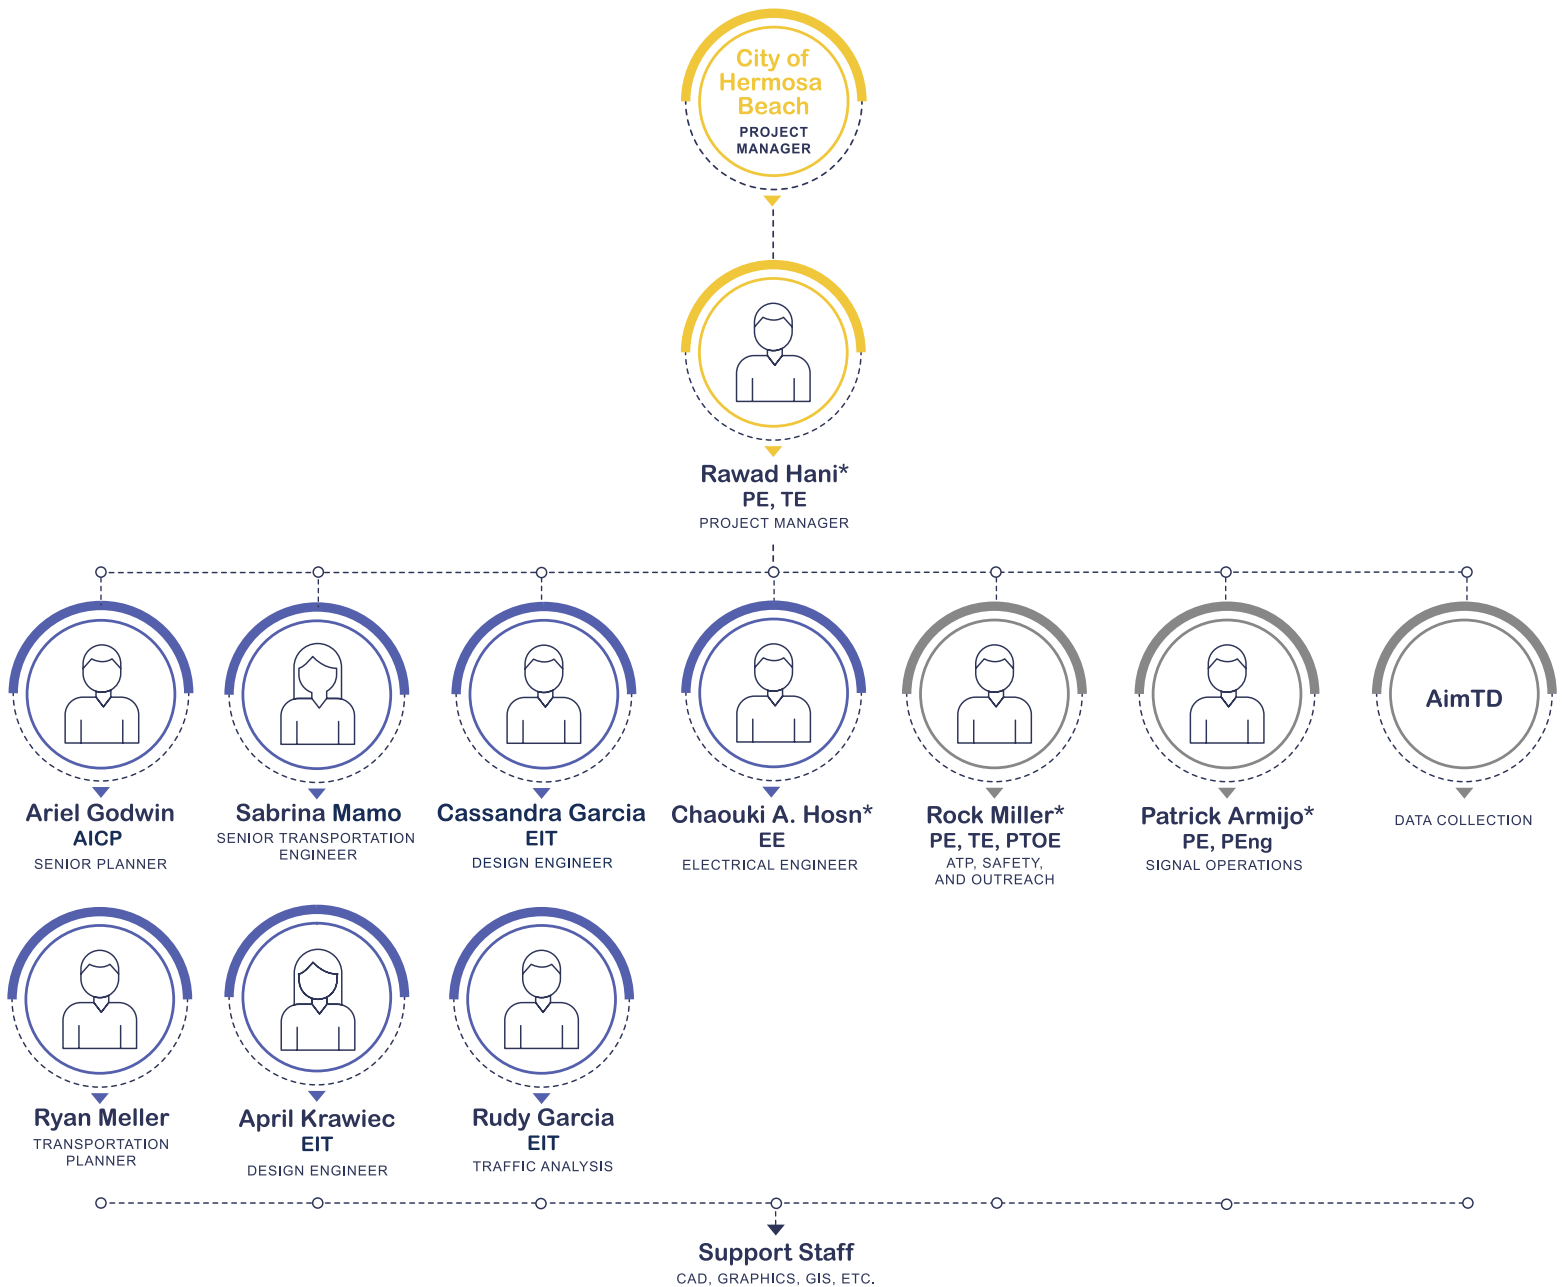 City of
Hermosa
Beach
PROJECT
MANAGER
Rawad Hani*
PE, TE
PROJECT MANAGER
Ariel Godwin
AICP
SENIOR PLANNER
Sabrina Mamo
SENIOR TRANSPORTATION
ENGINEER
Cassandra Garcia
EIT
DESIGN ENGINEER
Chaouki A. Hosn*
EE
ELECTRICAL ENGINEER
Rock Miller*
PE, TE, PTOE
ATP, SAFETY,
AND OUTREACH
Patrick Armijo*
PE, PEng
SIGNAL OPERATIONS
AimTD
DATA COLLECTION
Ryan Meller
TRANSPORTATION
PLANNER
April Krawiec
EIT
DESIGN ENGINEER
Rudy Garcia
EIT
TRAFFIC ANALYSIS
Support Staff
CAD, GRAPHICS, GIS, ETC.